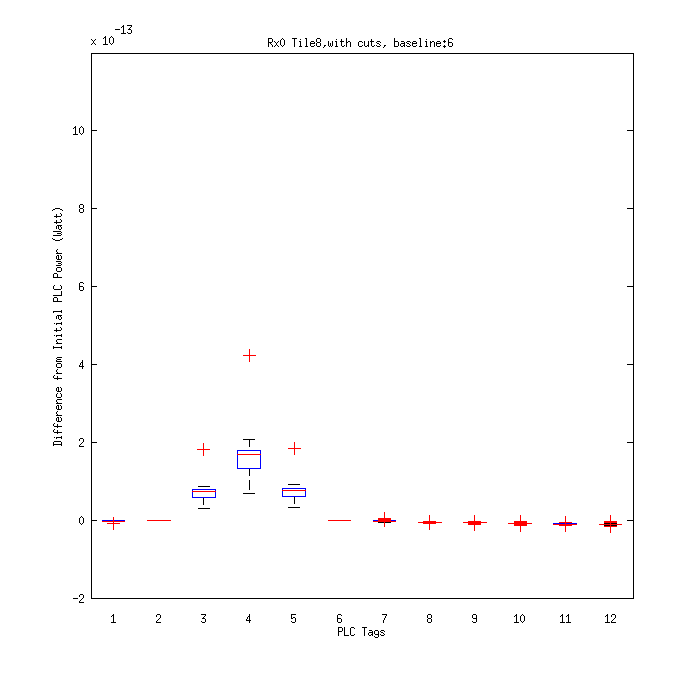 x 10-13
Rx0 Tile8,with cuts, baseline:6
Difference from Initial PLC Power (Watt)
10
8
6
4
2
0
-2
1 2 3 4 5 6 7 8 9 10 11 12
PLC Tags